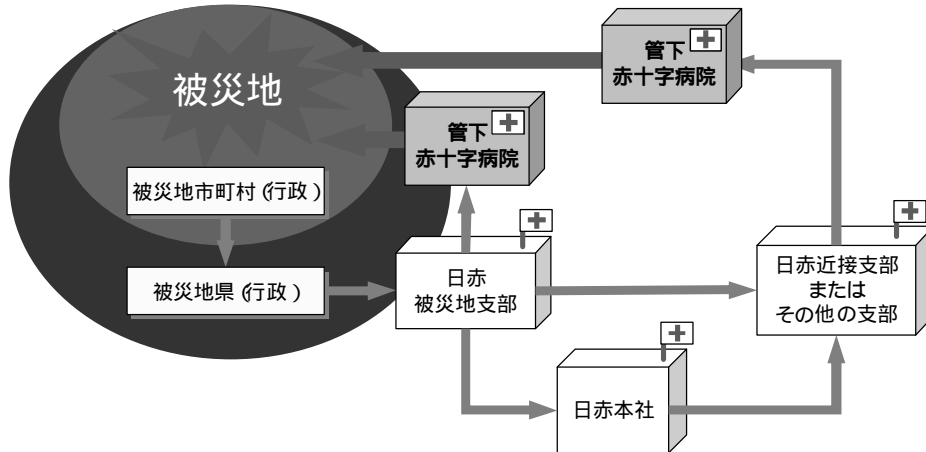 管下
赤十字病院
被災地
管下
赤十字病院
被災地市町村(行政)
被災地県(行政)
日赤
被災地支部
日赤近接支部
または
その他の支部
日赤本社